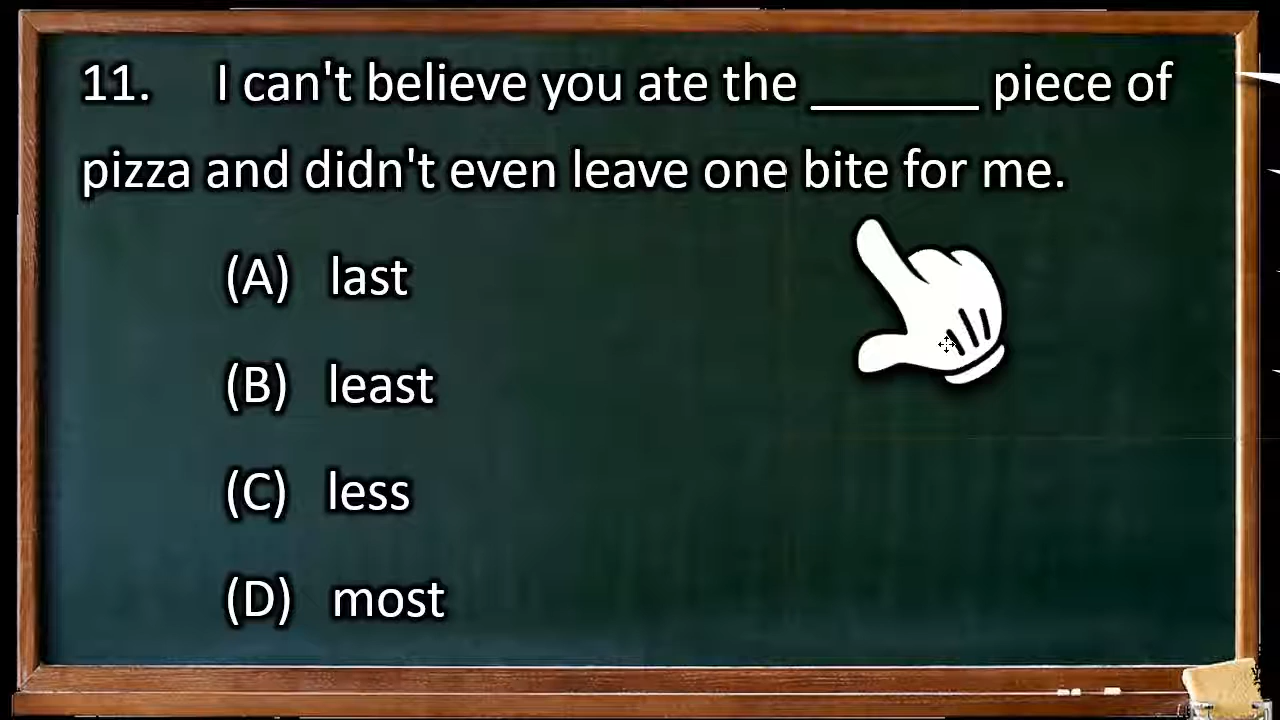 11. I can't believe you ate the _______ piece of
pizza and didn't even leave one bite for me.
(A) last
(B) least
(C) less
(D) most